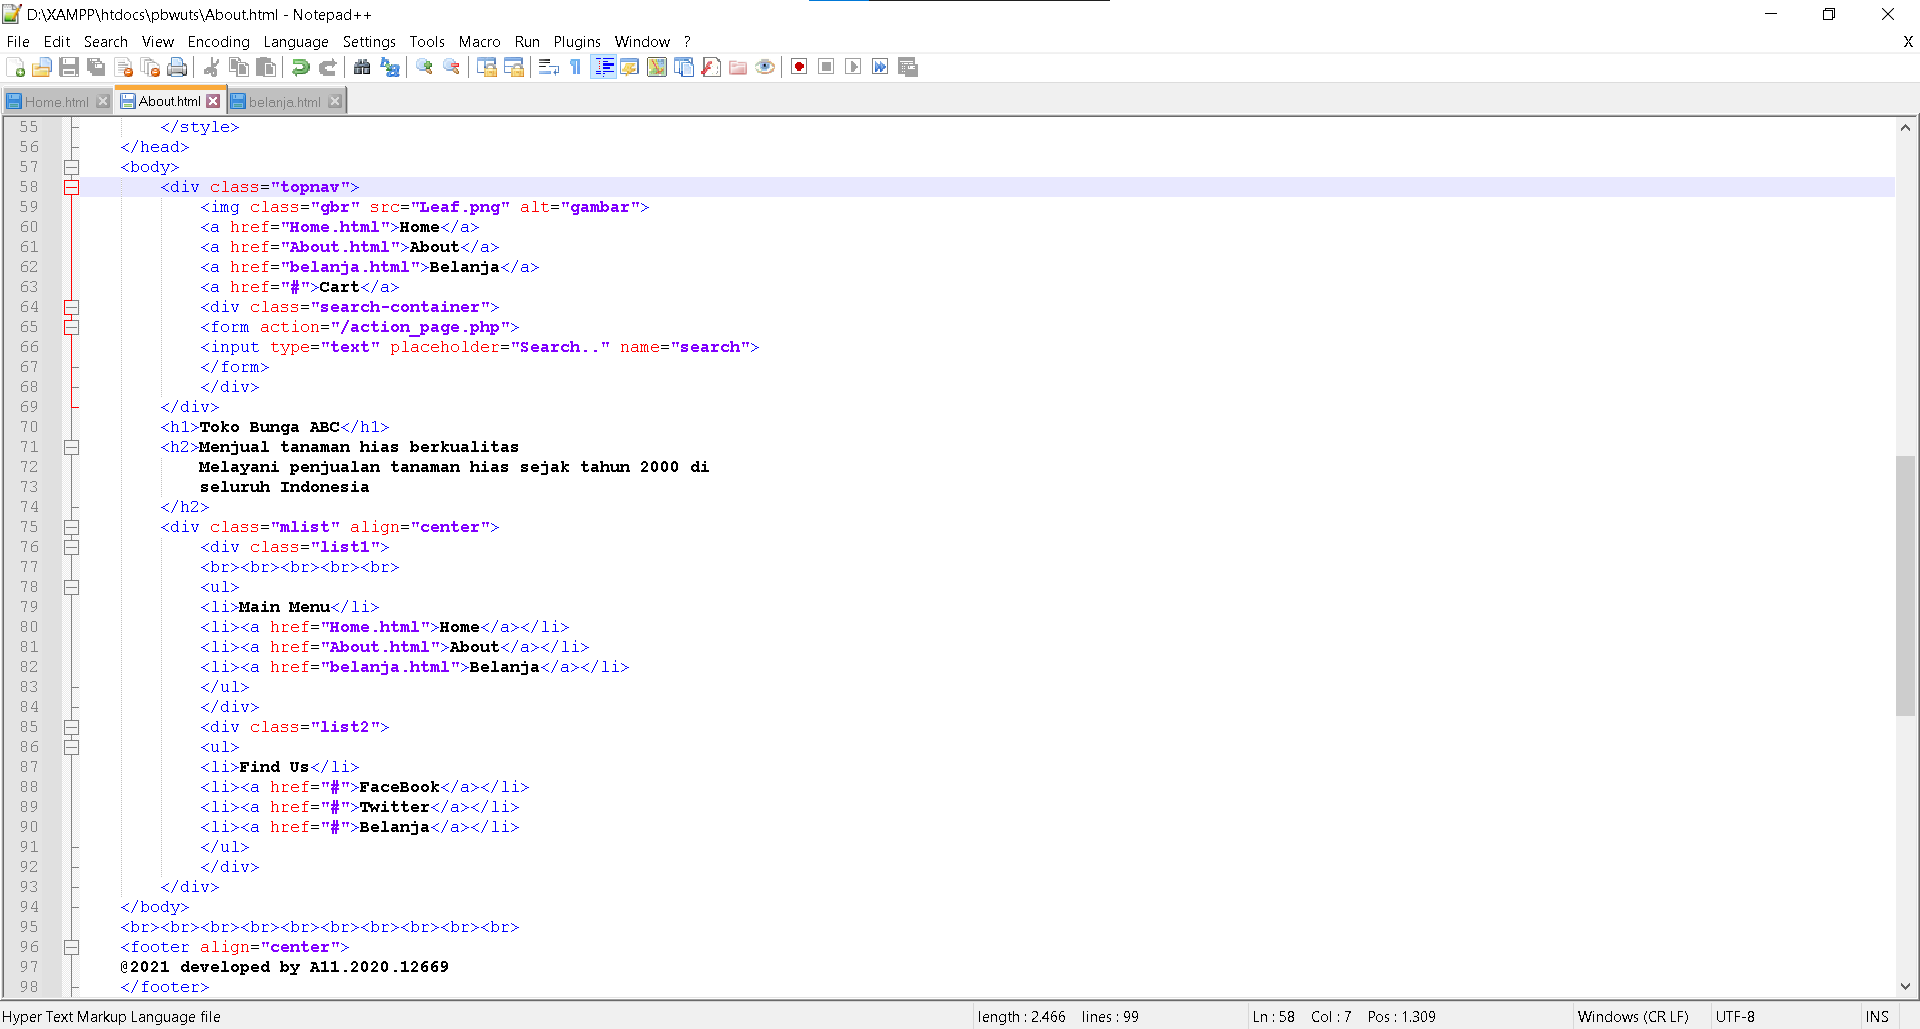 D:\XAMPP\htdocs\pbwuts\About.html - Notepad++
File Edit Search View Encoding Language Settings Tools Macro Run Plugins Window ? X
Home.html About.html belanja.html
55 </style>
56 </head>
57 <body>
58 <div class="topnav">
59 <img class="gbr" src="Leaf.png" alt="gambar">
60 <a href="Home.html">Home</a>
61 <a href="About.html">About</a>
62 <a href="belanja.html">Belanja</a>
63 <a href="#">Cart</a>
64 <div class="search-container">
65 <form action="/action_page.php">
66 <input type="text" placeholder="Search.." name="search">
67 </form>
68 </div>
69 </div>
70 <h1>Toko Bunga ABC</h1>
71 <h2>Menjual tanaman hias berkualitas
72 Melayani penjualan tanaman hias sejak tahun 2000 di
73 seluruh Indonesia
74 </h2>
75 <div class="mlist" align="center">
76 <div class="list1">
77 <br><br><br><br><br>
78 <ul>
79 <li>Main Menu</li>
80 <li><a href="Home.html">Home</a></li>
81 <li><a href="About.html">About</a></li>
82 <li><a href="belanja.html">Belanja</a></li>
83 </ul>
84 </div>
85 <div class="list2">
86 <ul>
87 <li>Find Us</li>
88 <li><a href="#">FaceBook</a></li>
89 <li><a href="#">Twitter</a></li>
90 <li><a href="#">Belanja</a></li>
91 </ul>
92 </div>
93 </div>
94 </body>
95 <br><br><br><br><br><br><br><br><br><br>
96 <footer align="center">
97 @2021 developed by A11.2020.12669
98 </footer>
Hyper Text Markup Language file length : 2.466 lines : 99 Ln : 58 Col : 7 Pos : 1.309 Windows (CR LF) UTF-8 INS